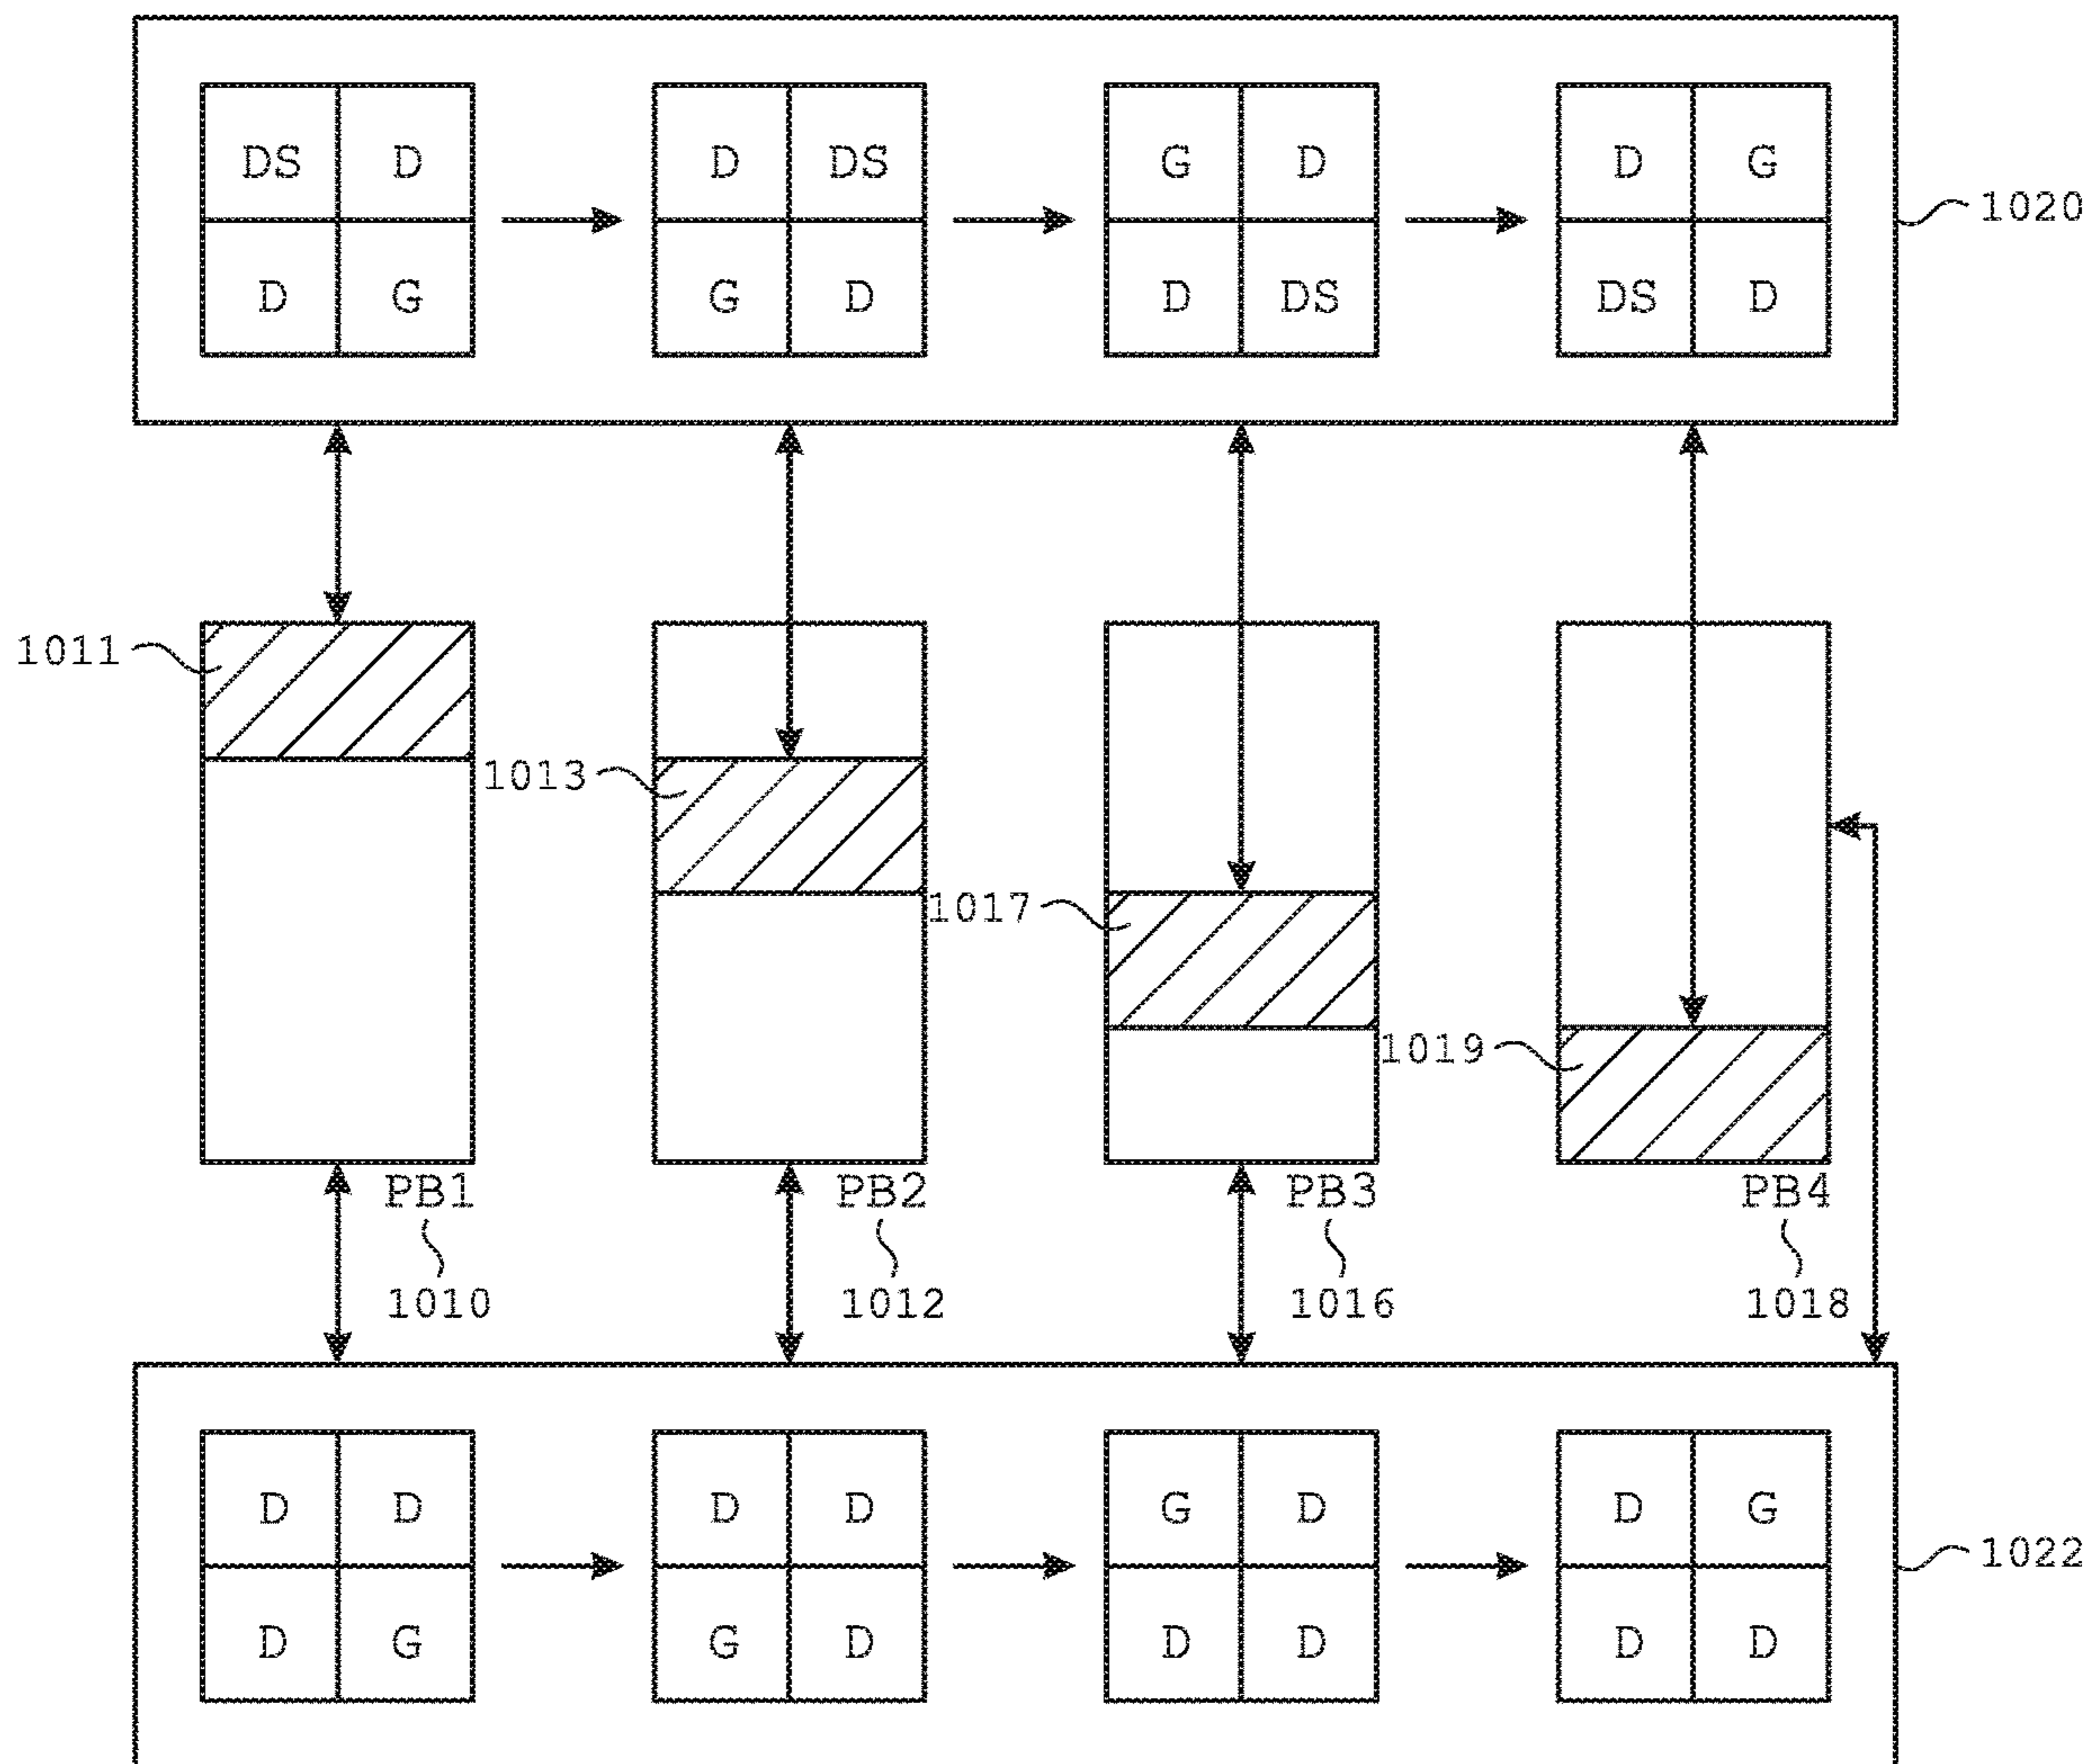 DS D D DS G D D G
1020
D G G D D DS DS D
1011
1013
1017
1019
PB1 PB2 PB3 PB4
1010 1012 1016 1018
D D D D G D D G
1022
D G G D D D D D